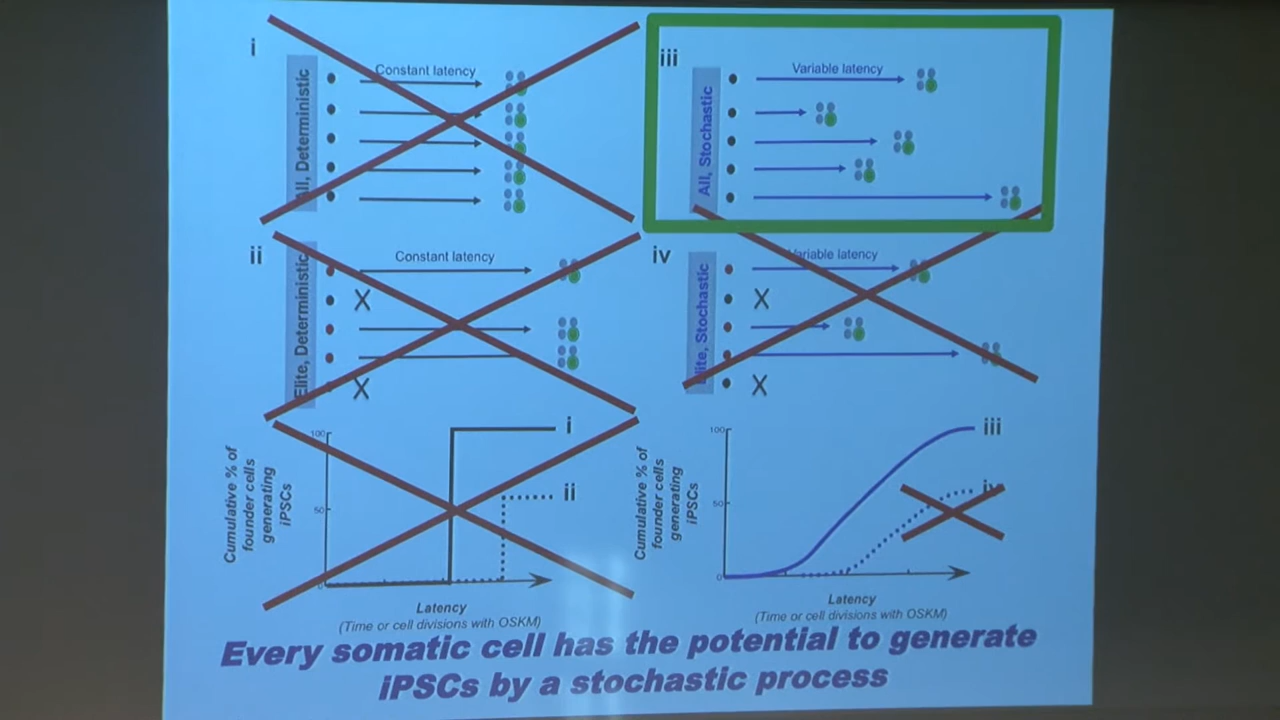 i
All, Deterministic
Constant latency
iii
All, Stochastic
Variable latency
ii
Elite, Deterministic
Constant latency
X
X
iv
Elite, Stochastic
Variable latency
X
X
Cumulative % of
founder cells
generating
iPSCs
100
50
0
i
ii
Latency
(Time or cell divisions with OSKM)
Cumulative % of
founder cells
generating
iPSCs
100
50
0
iii
iv
Latency
(Time or cell divisions with OSKM)
Every somatic cell has the potential to generate
iPSCs by a stochastic process